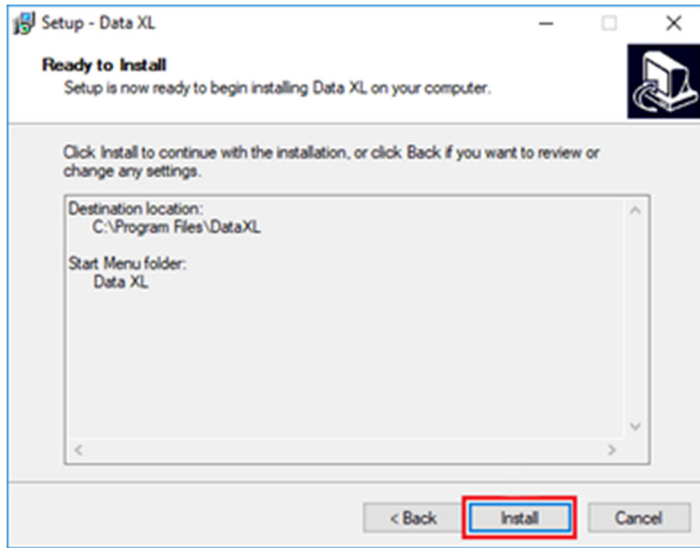 Setup - Data XL
Ready to Install
Setup is now ready to begin installing Data XL on your computer.
Click Install to continue with the installation, or click Back if you want to review or
change any settings.
Destination location:
C:\Program Files\DataXL
Start Menu folder:
Data XL
< Back Install Cancel